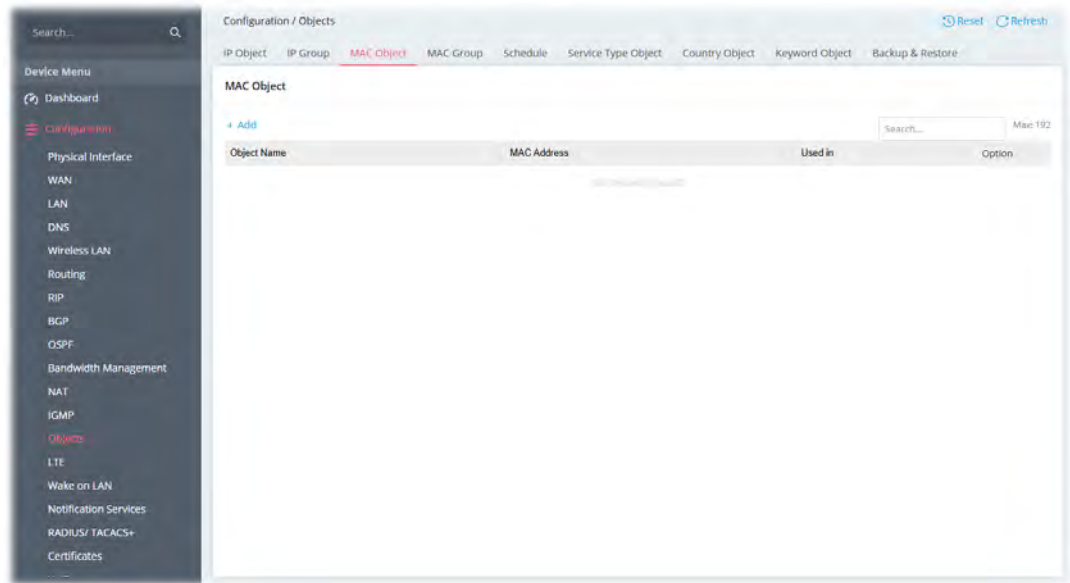 Search...
Device Menu
Dashboard
Configuration
Physical Interface
WAN
LAN
DNS
Wireless LAN
Routing
RIP
BGP
OSPF
Bandwidth Management
NAT
IGMP
Objects
LTE
Wake on LAN
Notification Services
RADIUS/ TACACS+
Certificates
Configuration / Objects
Reset Refresh
IP Object IP Group MAC Object MAC Group Schedule Service Type Object Country Object Keyword Object Backup & Restore
MAC Object
+ Add Search... Max: 192
Object Name MAC Address Used in Option